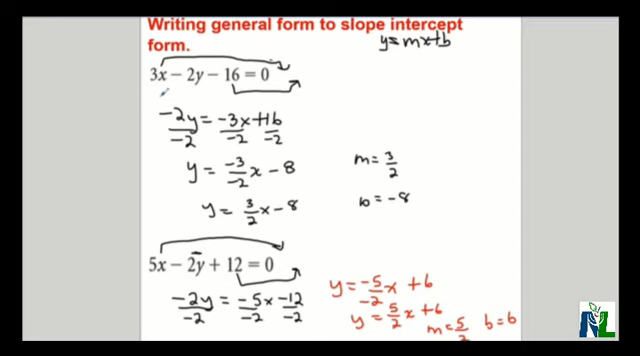 Writing general form to slope intercept
form.
y=mx+b
3x − 2y − 16 = 0
-2y = -3x +16
-2 -2 -2
y = -3/-2 x - 8
m = 3/2
y = 3/2 x - 8
b = -8
5x − 2y + 12 = 0
-2y = -5x -12
-2 -2 -2
y = -5/-2 x + 6
y = 5/2 x + 6
m = 5/2 b = 6
NL